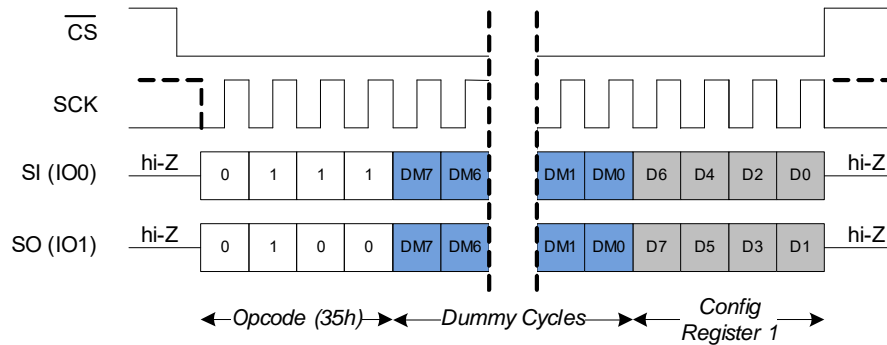 CS
SCK
SI (IO0) hi-Z 0 1 1 1 DM7 DM6 DM1 DM0 D6 D4 D2 D0 hi-Z
SO (IO1) hi-Z 0 1 0 0 DM7 DM6 DM1 DM0 D7 D5 D3 D1 hi-Z
Opcode (35h) Dummy Cycles Config
Register 1